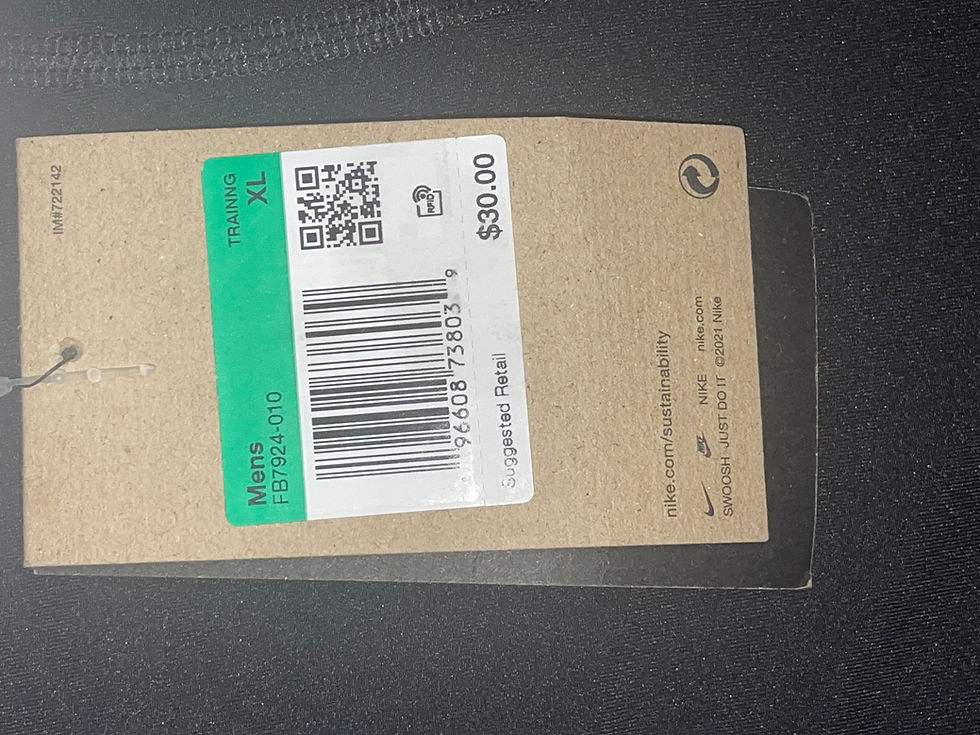 IM#722142
TRAINNG
Mens XL
FB7924-010
RFID
96608 73803 9
Suggested Retail $30.00
nike.com/sustainability
NIKE nike.com
SWOOSH JUST DO IT ©2021 Nike